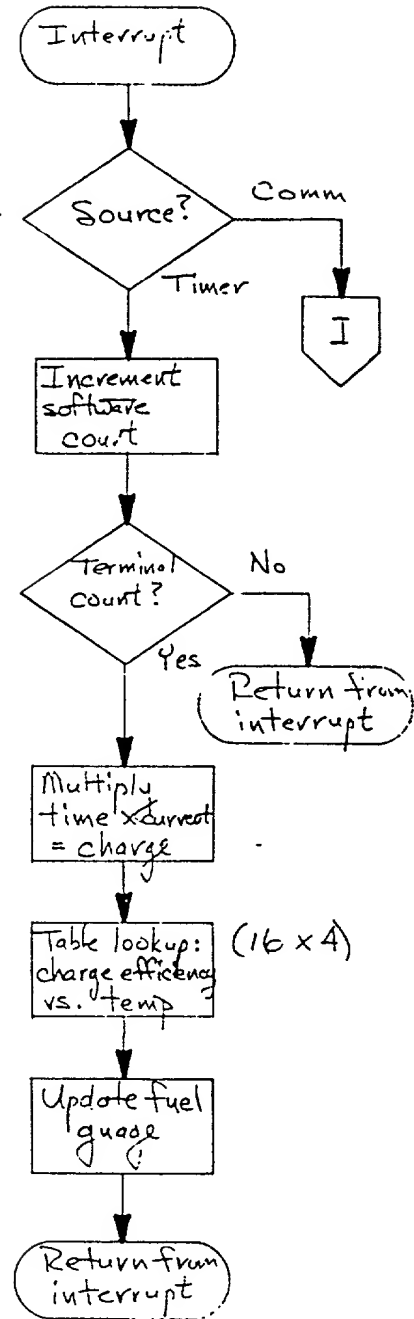 Interrupt
Source?
Comm
Timer
I
Increment
software
count
Terminal
count?
No
Yes
Return from
interrupt
Multiply
time x current
= charge
Table lookup:
charge efficiency
vs. temp
(16 x 4)
Update fuel
guage
Return from
interrupt